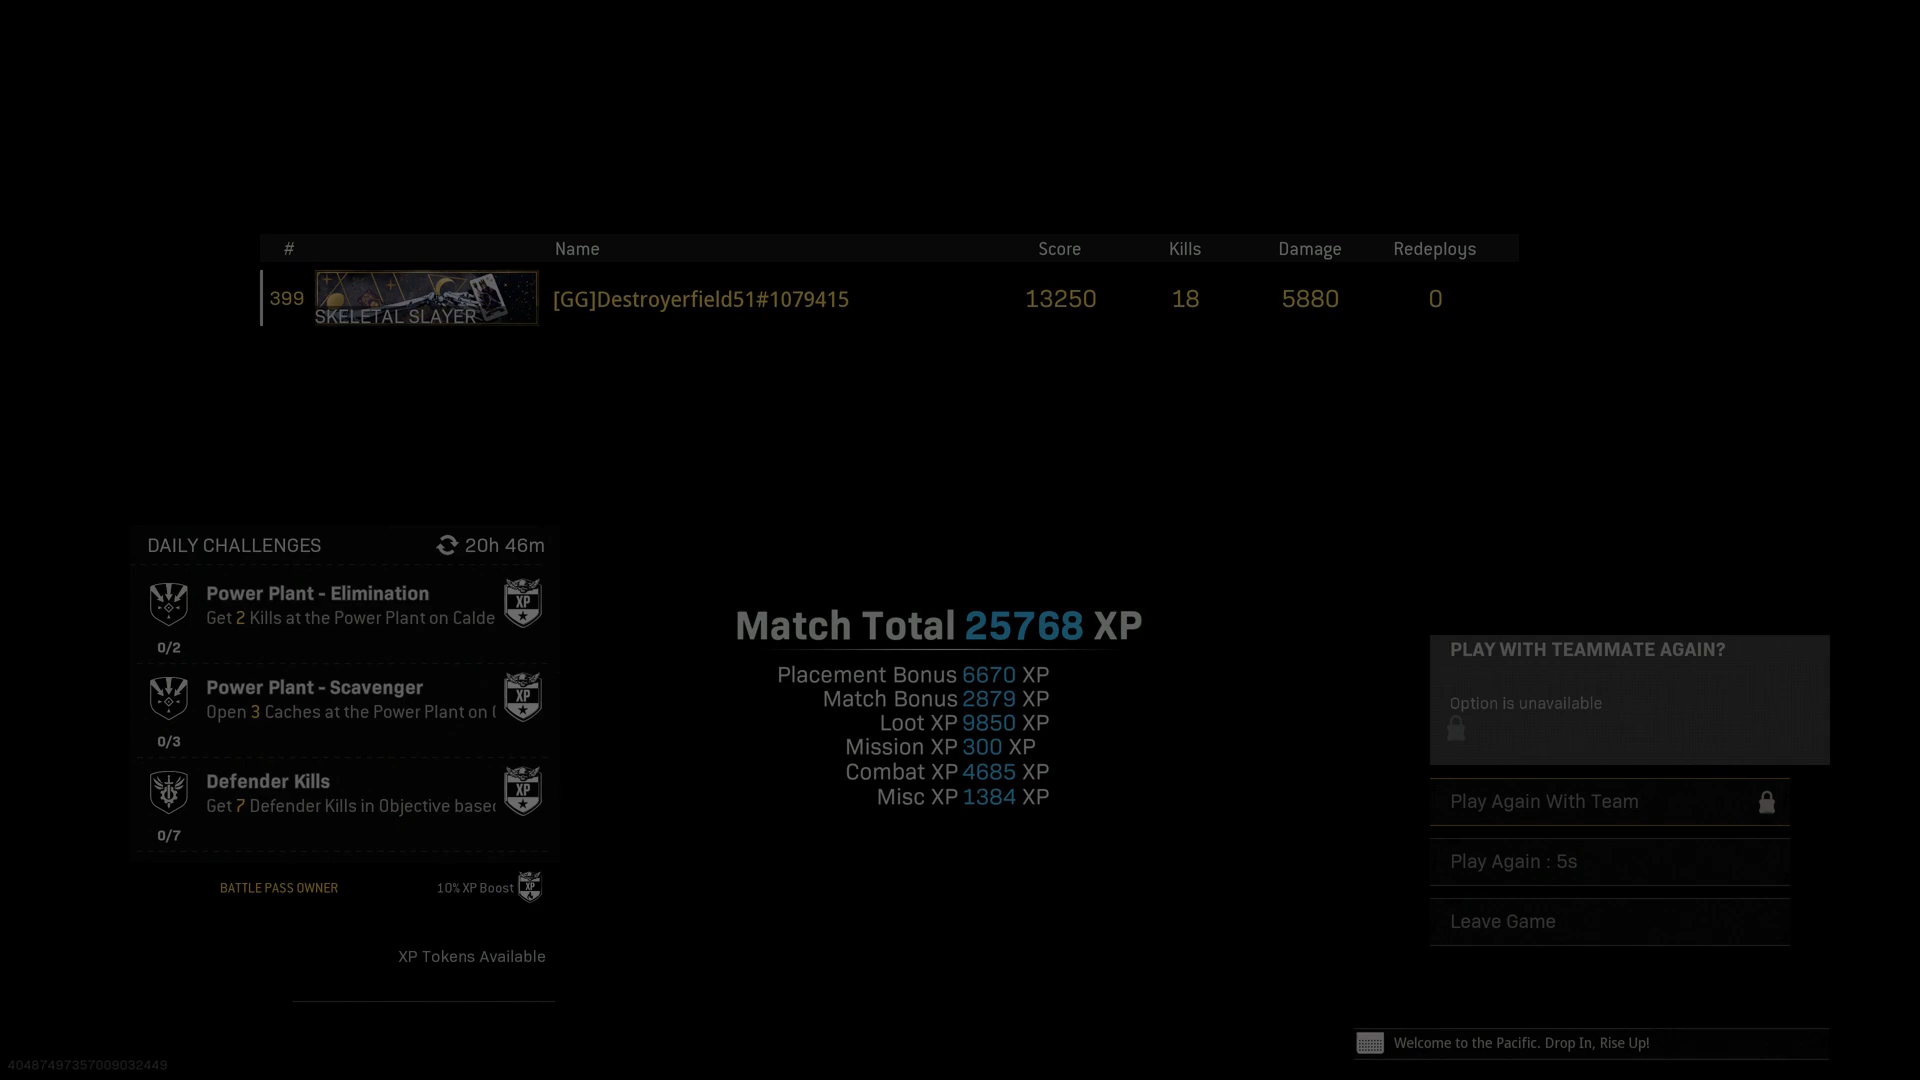 # Name Score Kills Damage Redeploys
399 SKELETAL SLAYER [GG]Destroyerfield51#1079415 13250 18 5880 0
DAILY CHALLENGES 20h 46m
Power Plant - Elimination
Get 2 Kills at the Power Plant on Calde
XP
0/2
Power Plant - Scavenger
Open 3 Caches at the Power Plant on
XP
0/3
Defender Kills
Get 7 Defender Kills in Objective based
XP
0/7
BATTLE PASS OWNER 10% XP Boost XP
XP Tokens Available
Match Total 25768 XP
Placement Bonus 6670 XP
Match Bonus 2879 XP
Loot XP 9850 XP
Mission XP 300 XP
Combat XP 4685 XP
Misc XP 1384 XP
PLAY WITH TEAMMATE AGAIN?
Option is unavailable
Play Again With Team
Play Again : 5s
Leave Game
Welcome to the Pacific. Drop In, Rise Up!
40487497357009032449